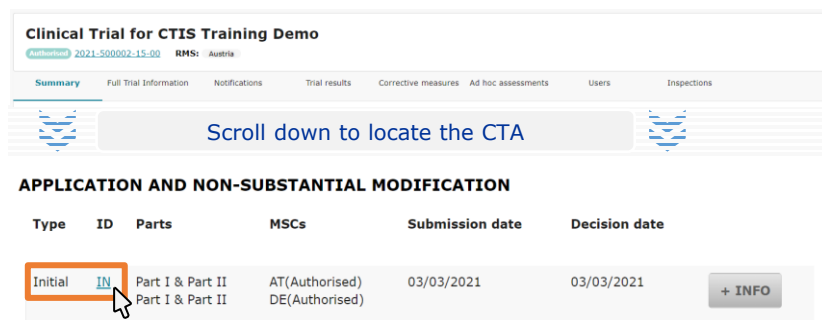 Clinical Trial for CTIS Training Demo
Authorised 2021-500002-15-00 RMS: Austria
Summary Full Trial Information Notifications Trial results Corrective measures Ad hoc assessments Users Inspections
Scroll down to locate the CTA
APPLICATION AND NON-SUBSTANTIAL MODIFICATION
Type ID Parts MSCs Submission date Decision date
Initial IN Part I & Part II AT(Authorised) 03/03/2021 03/03/2021 + INFO
Part I & Part II DE(Authorised)